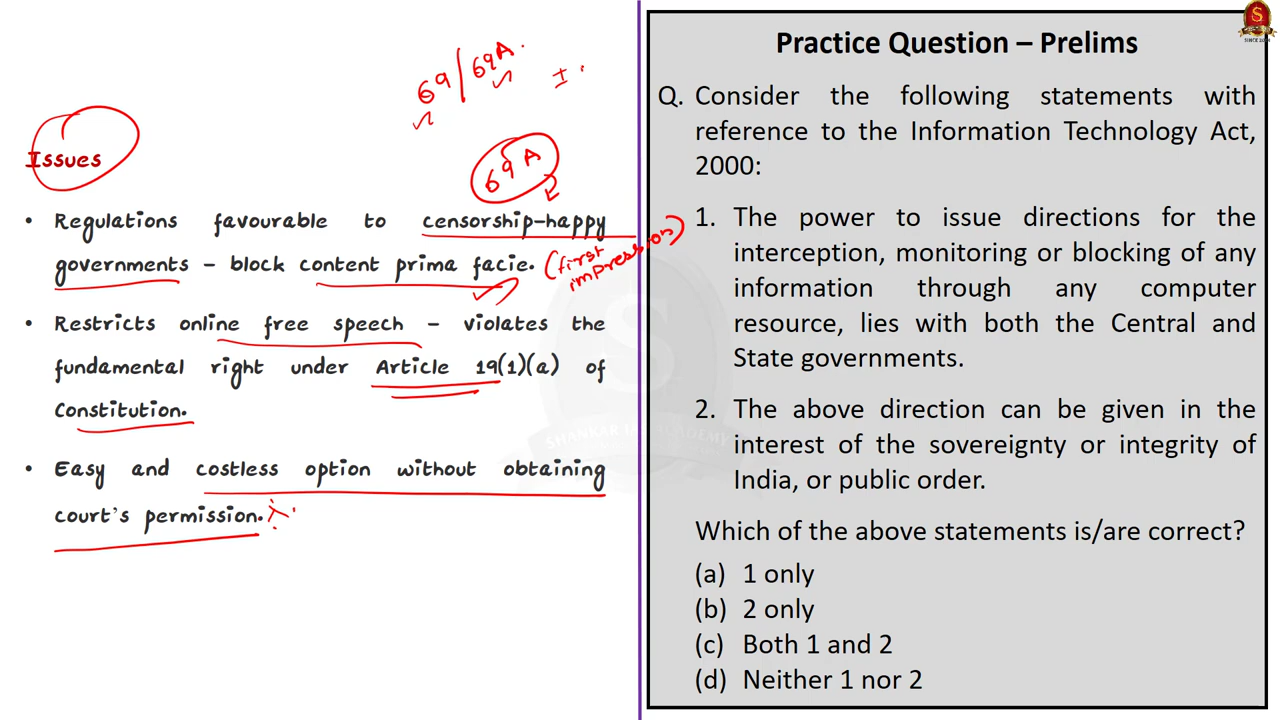 69/69A.
Issues
69A
• Regulations favourable to censorship-happy
governments – block content prima facie.
(first
impression)
• Restricts online free speech – violates the
fundamental right under Article 19(1)(a) of
Constitution.
• Easy and costless option without obtaining
court's permission.
SHANKAR IAS ACADEMY
S
SINCE 2004
Practice Question – Prelims
Q. Consider the following statements with
reference to the Information Technology Act,
2000:
1. The power to issue directions for the
interception, monitoring or blocking of any
information through any computer
resource, lies with both the Central and
State governments.
2. The above direction can be given in the
interest of the sovereignty or integrity of
India, or public order.
Which of the above statements is/are correct?
(a) 1 only
(b) 2 only
(c) Both 1 and 2
(d) Neither 1 nor 2